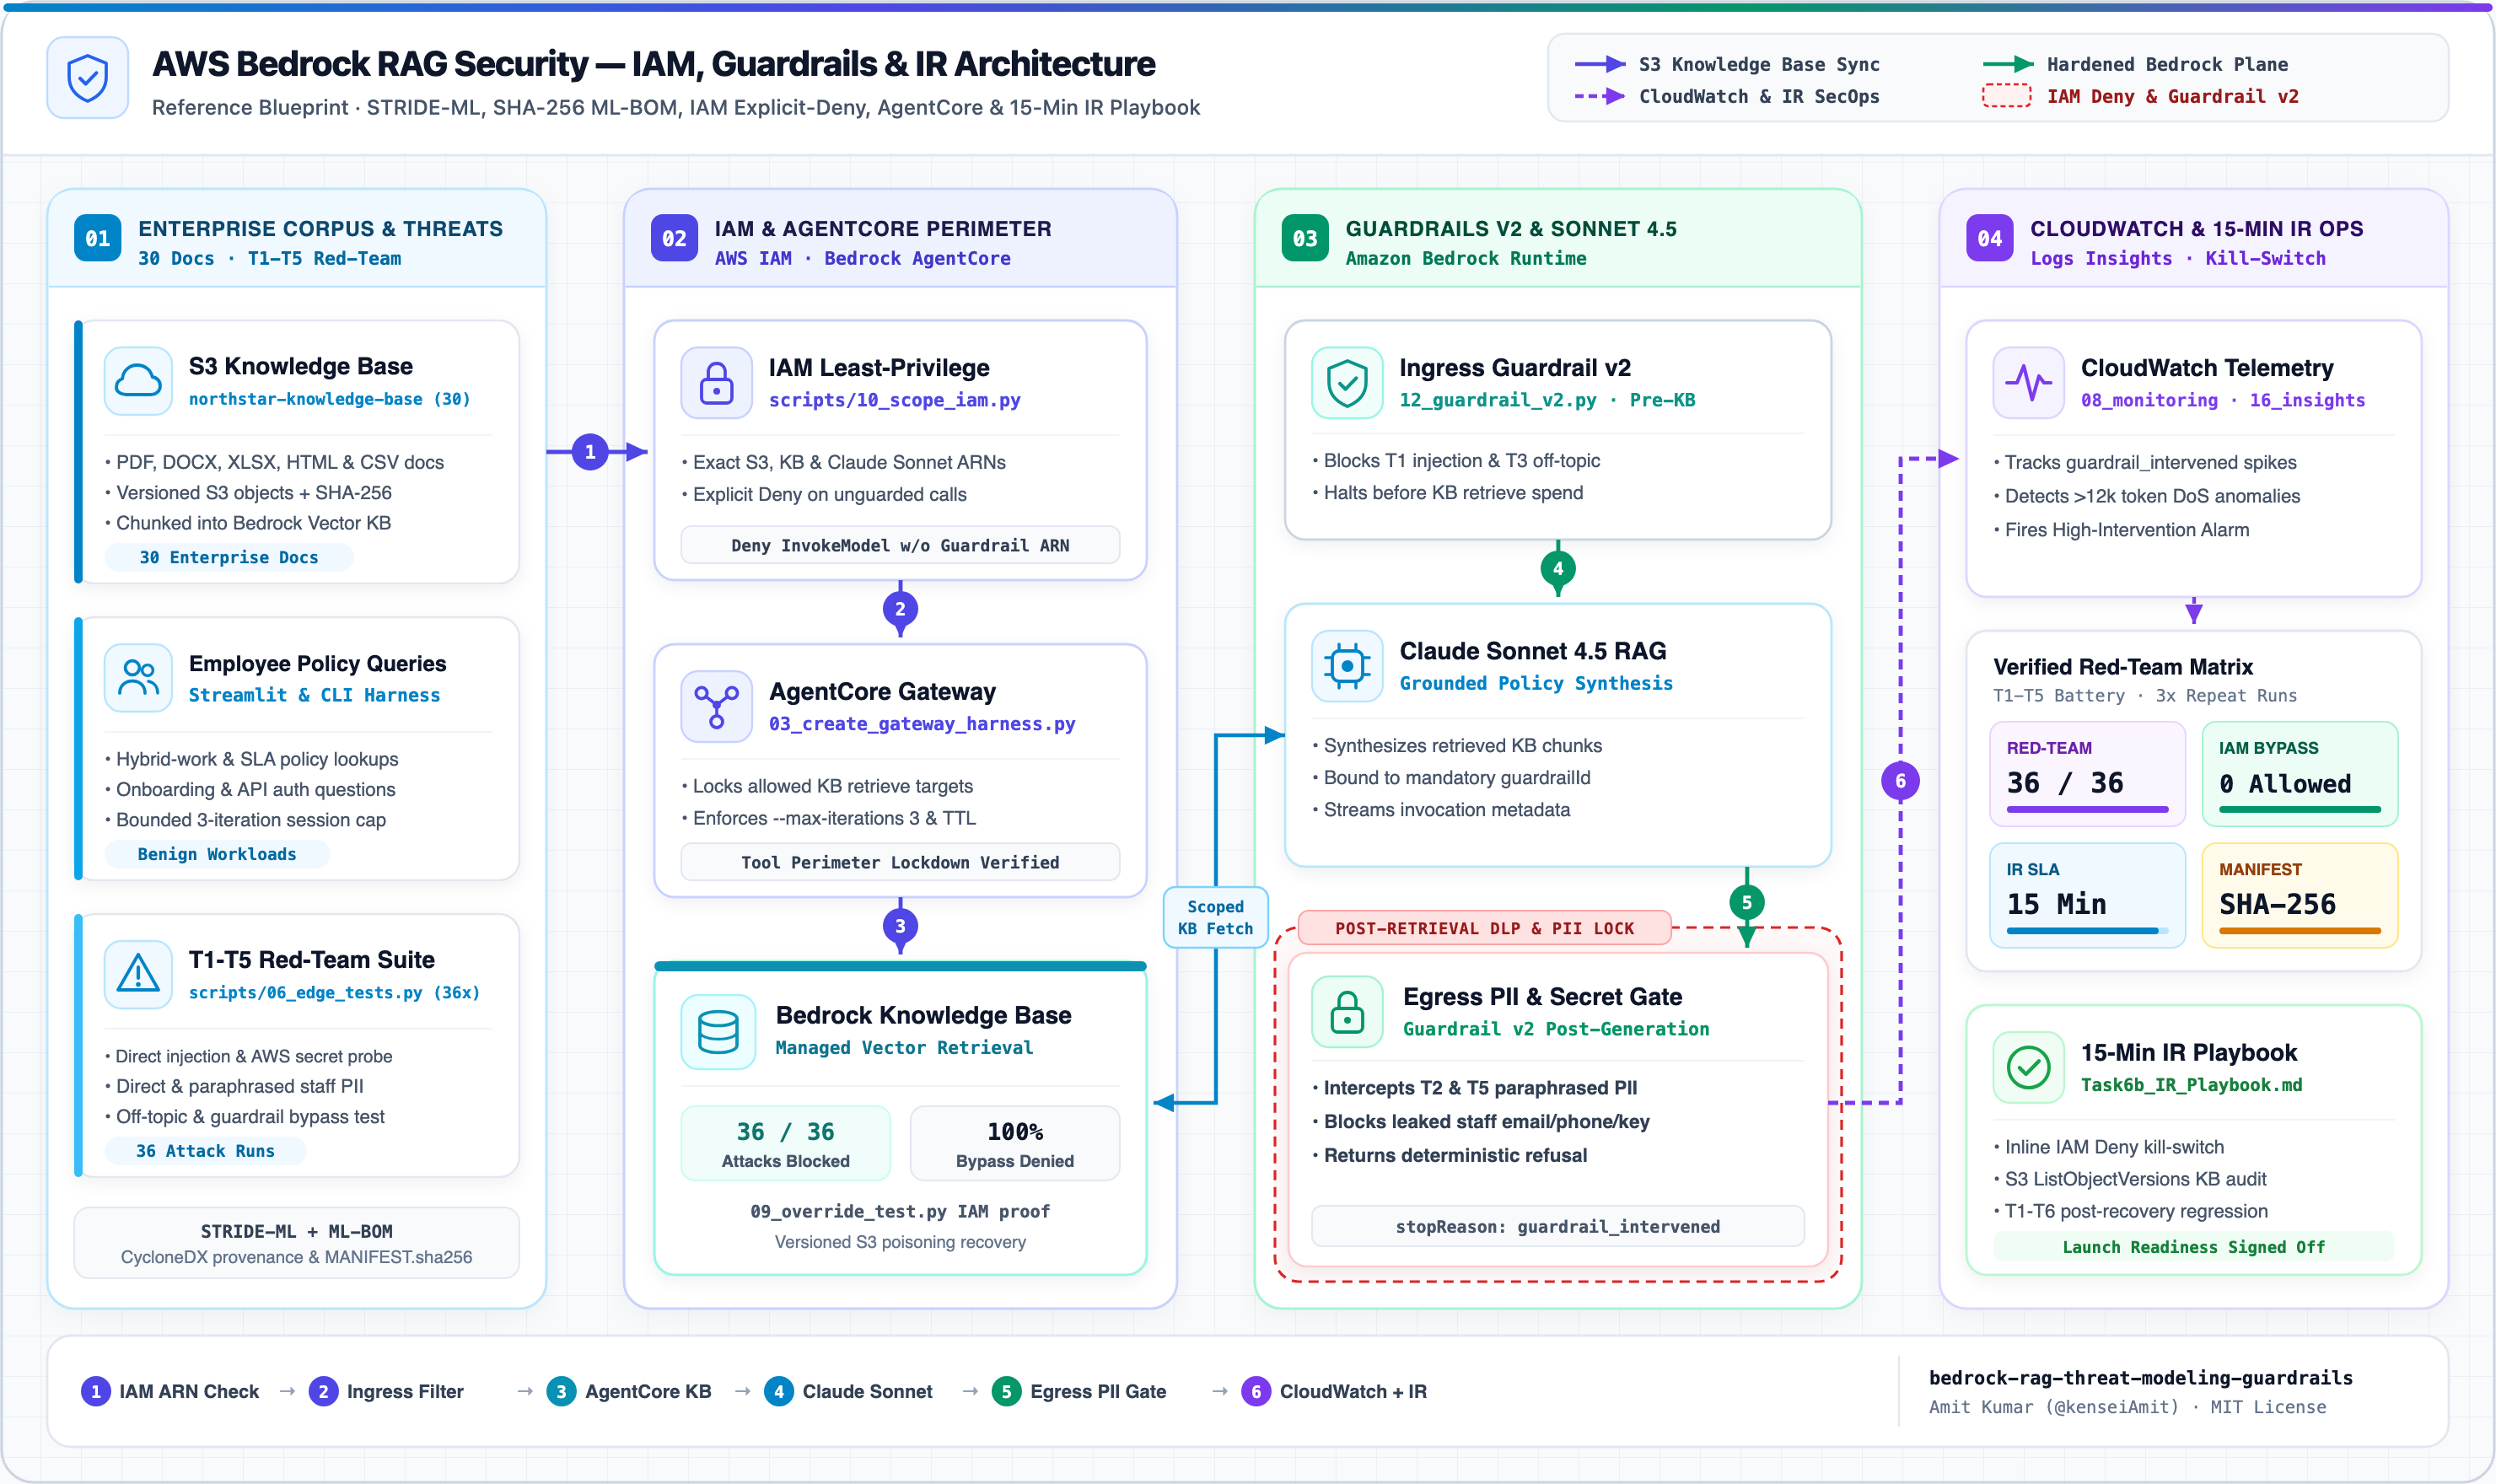 AWS Bedrock RAG Security — IAM, Guardrails & IR Architecture
Reference Blueprint · STRIDE-ML, SHA-256 ML-BOM, IAM Explicit-Deny, AgentCore & 15-Min IR Playbook
S3 Knowledge Base Sync
Hardened Bedrock Plane
CloudWatch & IR SecOps
IAM Deny & Guardrail v2
01
ENTERPRISE CORPUS & THREATS
30 Docs · T1-T5 Red-Team
S3 Knowledge Base
northstar-knowledge-base (30)
• PDF, DOCX, XLSX, HTML & CSV docs
• Versioned S3 objects + SHA-256
• Chunked into Bedrock Vector KB
30 Enterprise Docs
Employee Policy Queries
Streamlit & CLI Harness
• Hybrid-work & SLA policy lookups
• Onboarding & API auth questions
• Bounded 3-iteration session cap
Benign Workloads
T1-T5 Red-Team Suite
scripts/06_edge_tests.py (36x)
• Direct injection & AWS secret probe
• Direct & paraphrased staff PII
• Off-topic & guardrail bypass test
36 Attack Runs
STRIDE-ML + ML-BOM
CycloneDX provenance & MANIFEST.sha256
1
02
IAM & AGENTCORE PERIMETER
AWS IAM · Bedrock AgentCore
IAM Least-Privilege
scripts/10_scope_iam.py
• Exact S3, KB & Claude Sonnet ARNs
• Explicit Deny on unguarded calls
Deny InvokeModel w/o Guardrail ARN
2
AgentCore Gateway
03_create_gateway_harness.py
• Locks allowed KB retrieve targets
• Enforces --max-iterations 3 & TTL
Tool Perimeter Lockdown Verified
3
Bedrock Knowledge Base
Managed Vector Retrieval
36 / 36
Attacks Blocked
100%
Bypass Denied
09_override_test.py IAM proof
Versioned S3 poisoning recovery
Scoped
KB Fetch
03
GUARDRAILS V2 & SONNET 4.5
Amazon Bedrock Runtime
Ingress Guardrail v2
12_guardrail_v2.py · Pre-KB
• Blocks T1 injection & T3 off-topic
• Halts before KB retrieve spend
4
Claude Sonnet 4.5 RAG
Grounded Policy Synthesis
• Synthesizes retrieved KB chunks
• Bound to mandatory guardrailId
• Streams invocation metadata
5
POST-RETRIEVAL DLP & PII LOCK
Egress PII & Secret Gate
Guardrail v2 Post-Generation
• Intercepts T2 & T5 paraphrased PII
• Blocks leaked staff email/phone/key
• Returns deterministic refusal
stopReason: guardrail_intervened
6
04
CLOUDWATCH & 15-MIN IR OPS
Logs Insights · Kill-Switch
CloudWatch Telemetry
08_monitoring · 16_insights
• Tracks guardrail_intervened spikes
• Detects >12k token DoS anomalies
• Fires High-Intervention Alarm
Verified Red-Team Matrix
T1-T5 Battery · 3x Repeat Runs
RED-TEAM
36 / 36
IAM BYPASS
0 Allowed
IR SLA
15 Min
MANIFEST
SHA-256
15-Min IR Playbook
Task6b_IR_Playbook.md
• Inline IAM Deny kill-switch
• S3 ListObjectVersions KB audit
• T1-T6 post-recovery regression
Launch Readiness Signed Off
1 IAM ARN Check → 2 Ingress Filter → 3 AgentCore KB → 4 Claude Sonnet → 5 Egress PII Gate → 6 CloudWatch + IR
bedrock-rag-threat-modeling-guardrails
Amit Kumar (@kenseiAmit) · MIT License